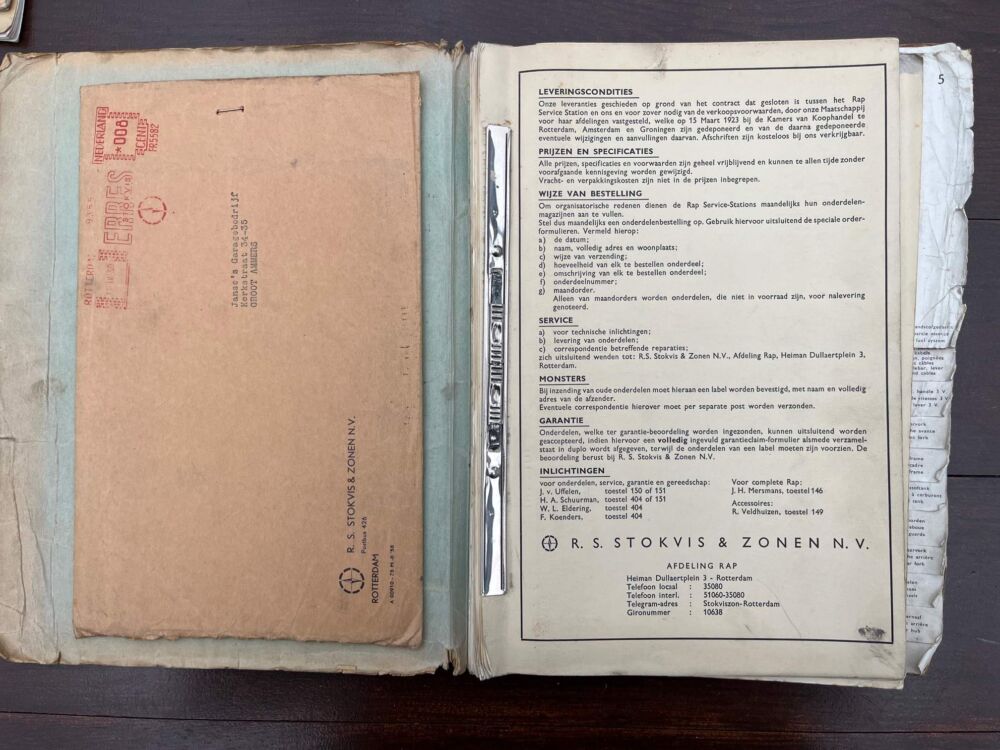 NEDERLAND
*008
CENT
FR5582
ERRES
ROTTERDAM
Janse's Garagebedrijf
Kerkstraat 34-35
GROOT AMMERS
R. S. STOKVIS & ZONEN N.V.
Postbus 426
ROTTERDAM
LEVERINGSCONDITIES
Onze leveranties geschieden op grond van het contract dat gesloten is tussen het Rap
Service Station en ons en voor zover nodig van de verkoopsvoorwaarden, door onze Maatschappij
voor haar afdelingen vastgesteld, welke op 15 Maart 1923 bij de Kamers van Koophandel te
Rotterdam, Amsterdam en Groningen zijn gedeponeerd en van de daarna gedeponeerde
eventuele wijzigingen en aanvullingen daarvan. Afschriften zijn kosteloos bij ons verkrijgbaar.
PRIJZEN EN SPECIFICATIES
Alle prijzen, specificaties en voorwaarden zijn geheel vrijblijvend en kunnen te allen tijde zonder
voorafgaande kennisgeving worden gewijzigd.
Vracht- en verpakkingskosten zijn niet in de prijzen inbegrepen.
WIJZE VAN BESTELLING
Om organisatorische redenen dienen de Rap Service-Stations maandelijks hun onderdelen-
magazijnen aan te vullen.
Stel dus maandelijks een onderdelenbestelling op. Gebruik hiervoor uitsluitend de speciale order-
formulieren. Vermeld hierop:
a) de datum;
b) naam, volledig adres en woonplaats;
c) wijze van verzending;
d) hoeveelheid van elk te bestellen onderdeel;
e) omschrijving van elk te bestellen onderdeel;
f) onderdeelnummer;
g) maandorder.
Alleen van maandorders worden onderdelen, die niet in voorraad zijn, voor nalevering
genoteerd.
SERVICE
a) voor technische inlichtingen;
b) levering van onderdelen;
c) correspondentie betreffende reparaties;
zich uitsluitend wenden tot: R.S. Stokvis & Zonen N.V., Afdeling Rap, Heiman Dullaertplein 3,
Rotterdam.
MONSTERS
Bij inzending van oude onderdelen moet hieraan een label worden bevestigd, met naam en volledig
adres van de afzender.
Eventuele correspondentie hierover moet per separate post worden verzonden.
GARANTIE
Onderdelen, welke ter garantie-beoordeling worden ingezonden, kunnen uitsluitend worden
geaccepteerd, indien hiervoor een volledig ingevuld garantieclaim-formulier alsmede verzamel-
staat in duplo wordt afgegeven, terwijl de onderdelen van een label moeten zijn voorzien. De
beoordeling berust bij R. S. Stokvis & Zonen N.V.
INLICHTINGEN
voor onderdelen, service, garantie en gereedschap:
J. v. Uffelen, toestel 150 of 151
H. A. Schuurman, toestel 404 of 151
W. L. Eldering, toestel 404
F. Koenders, toestel 404
Voor complete Rap:
J. H. Mersmans, toestel 146
Accessoires:
R. Veldhuizen, toestel 149
R. S. STOKVIS & ZONEN N.V.
AFDELING RAP
Heiman Dullaertplein 3 - Rotterdam
Telefoon locaal : 35080
Telefoon interl. : 51060-35080
Telegram-adres : Stokviszon-Rotterdam
Gironummer : 10638
5